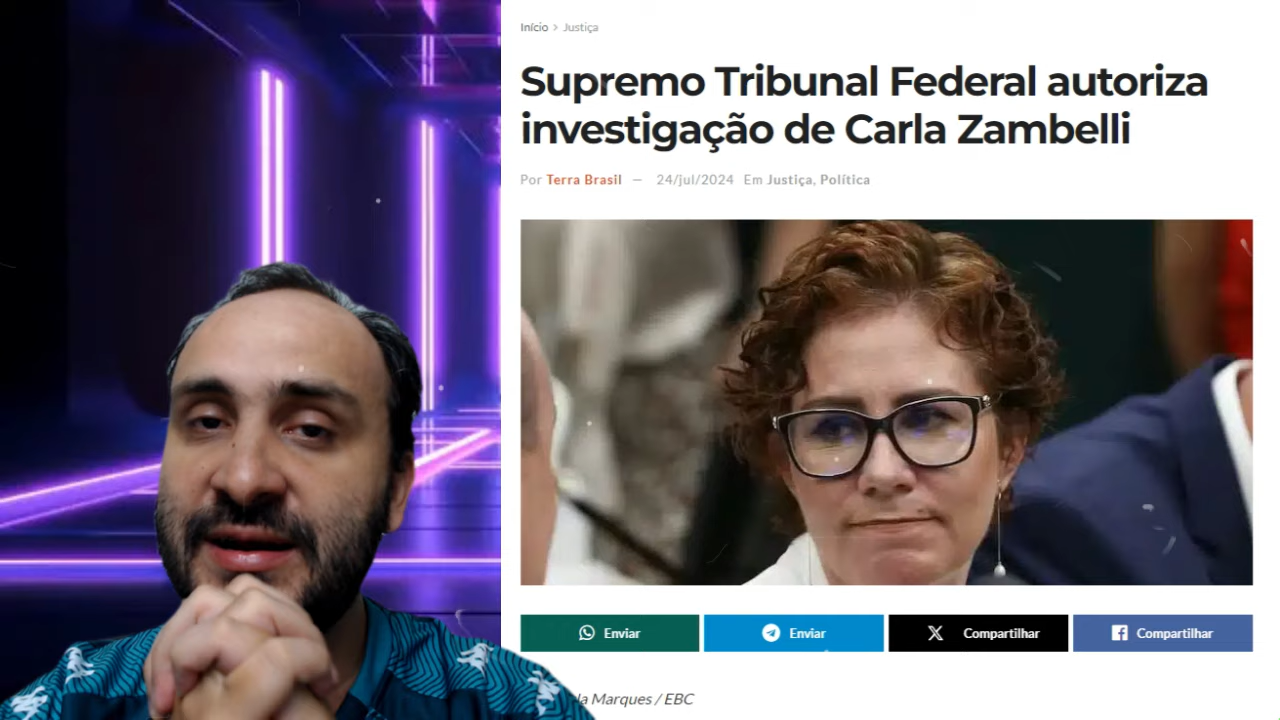 Início > Justiça
Supremo Tribunal Federal autoriza
investigação de Carla Zambelli
Por Terra Brasil — 24/jul/2024 Em Justiça, Política
Enviar
Enviar
Compartilhar
Compartilhar
Marques / EBC